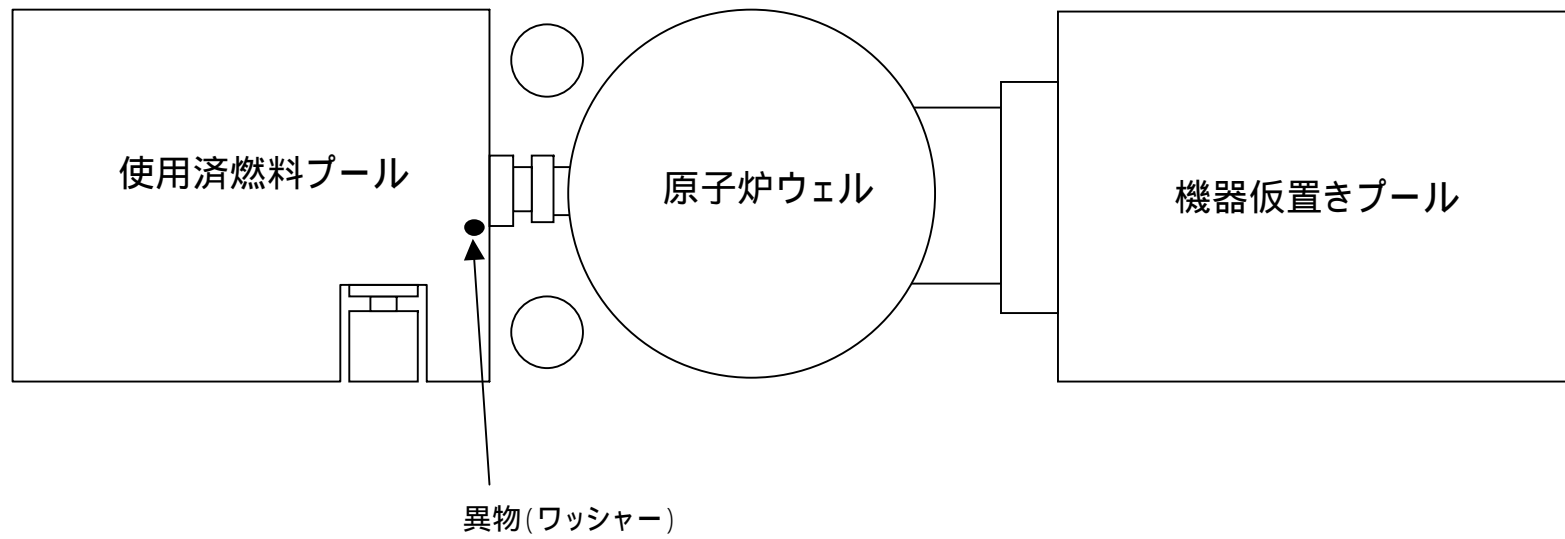 使用済燃料プール
原子炉ウェル
機器仮置きプール
異物(ワッシャー)